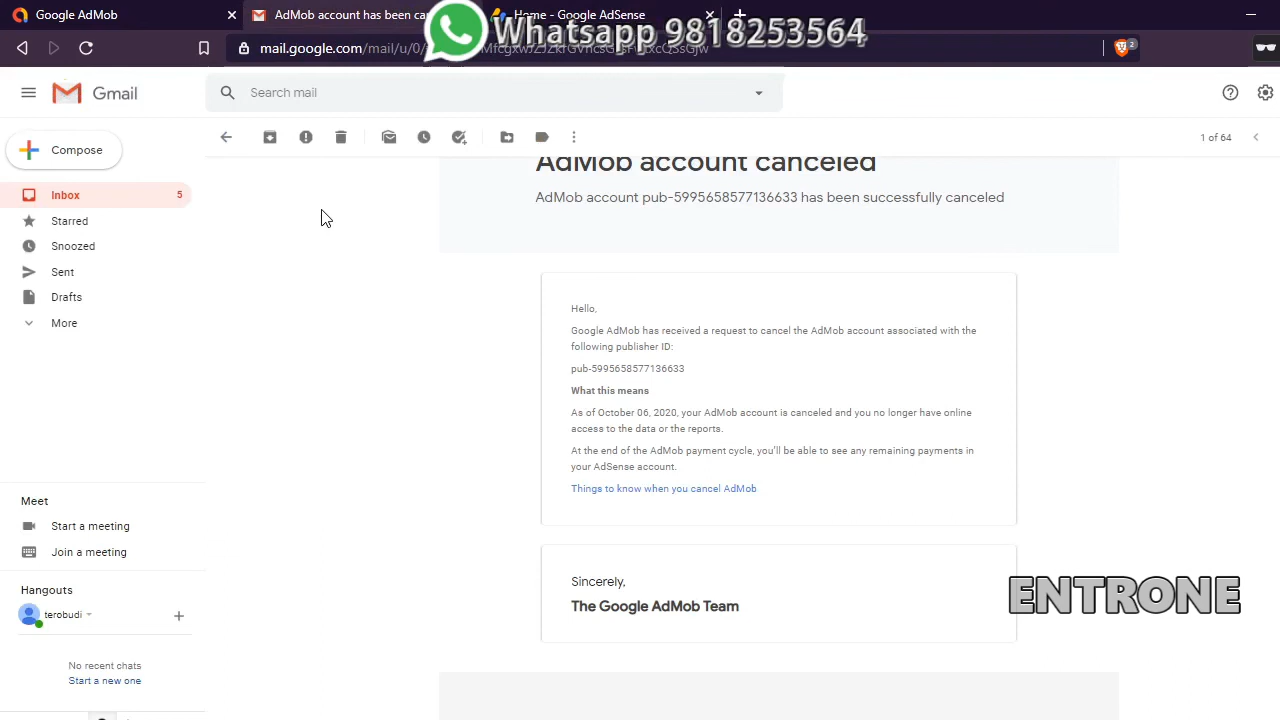 Google AdMob
AdMob account has been ca
Home - Google AdSense
Whatsapp 9818253564
mail.google.com/mail/u/0/
2
Gmail
Search mail
Compose
1 of 64
Inbox 5
Starred
Snoozed
Sent
Drafts
More
Meet
Start a meeting
Join a meeting
Hangouts
terobudi
No recent chats
Start a new one
AdMob account canceled
AdMob account pub-5995658577136633 has been successfully canceled
Hello,
Google AdMob has received a request to cancel the AdMob account associated with the
following publisher ID:
pub-5995658577136633
What this means
As of October 06, 2020, your AdMob account is canceled and you no longer have online
access to the data or the reports.
At the end of the AdMob payment cycle, you'll be able to see any remaining payments in
your AdSense account.
Things to know when you cancel AdMob
Sincerely,
The Google AdMob Team
ENTRONE